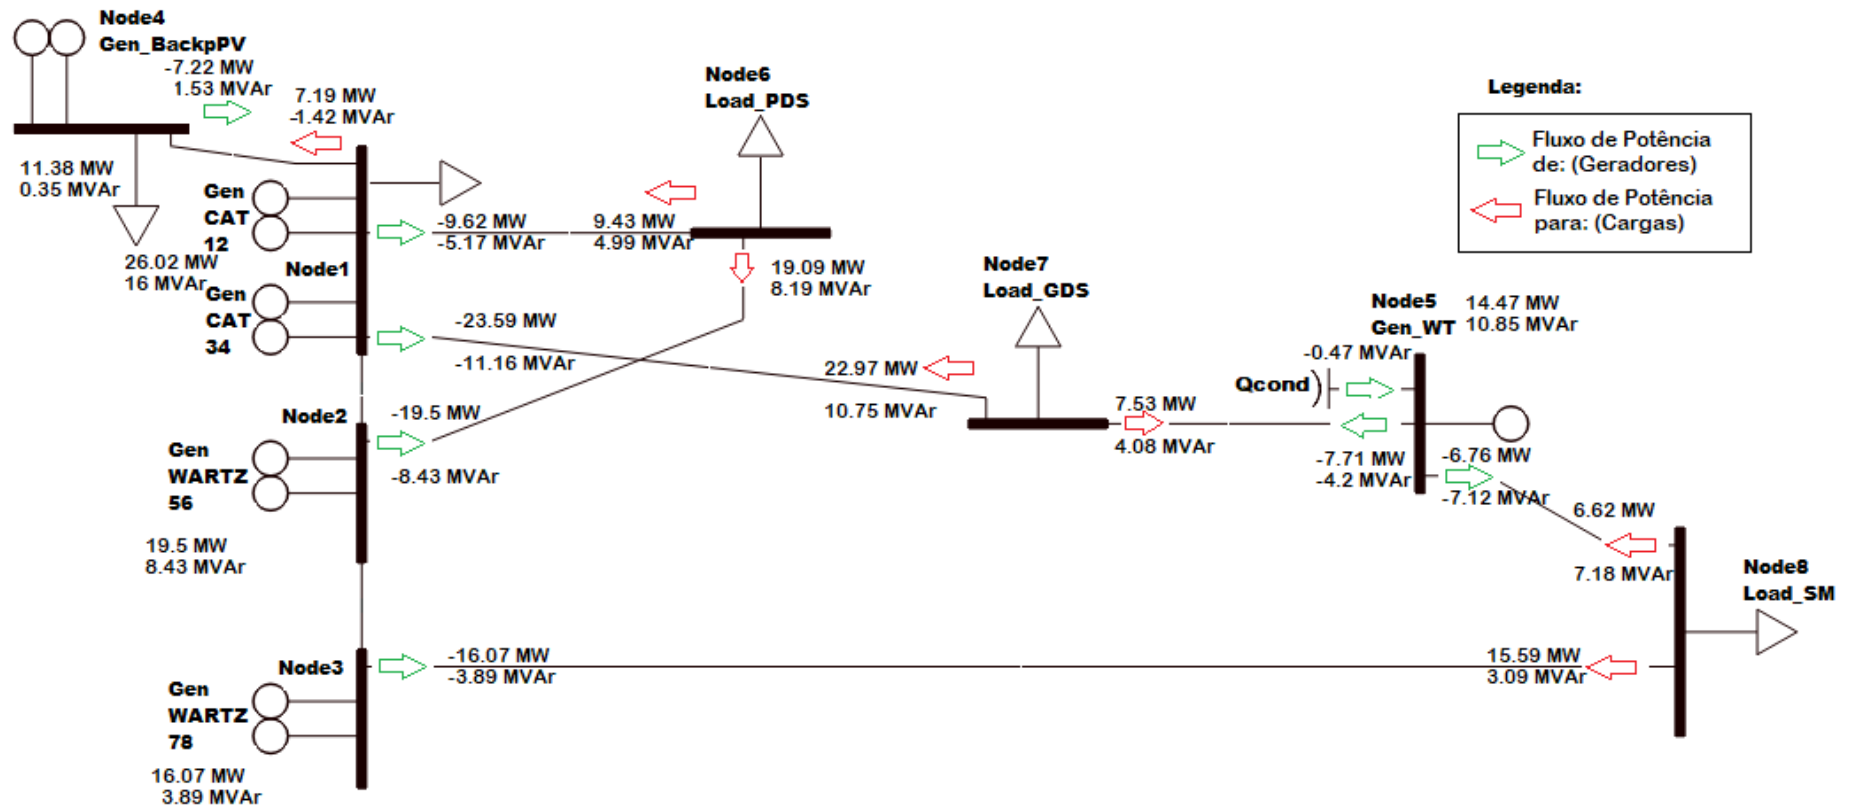 Node4
Gen_BackpPV
-7.22 MW
1.53 MVAr
7.19 MW
-1.42 MVAr
11.38 MW
0.35 MVAr
26.02 MW
16 MVAr
Gen
CAT
12
Node1
Gen
CAT
34
-9.62 MW
-5.17 MVAr
9.43 MW
4.99 MVAr
Node6
Load_PDS
19.09 MW
8.19 MVAr
-23.59 MW
-11.16 MVAr
22.97 MW
10.75 MVAr
Node7
Load_GDS
7.53 MW
4.08 MVAr
Node2
Gen
WARTZ
56
19.5 MW
8.43 MVAr
-19.5 MW
-8.43 MVAr
Node5
Gen_WT
14.47 MW
10.85 MVAr
-0.47 MVAr
Qcond
-7.71 MW
-4.2 MVAr
-6.76 MW
-7.12 MVAr
6.62 MW
7.18 MVAr
Node8
Load_SM
Node3
Gen
WARTZ
78
16.07 MW
3.89 MVAr
-16.07 MW
-3.89 MVAr
15.59 MW
3.09 MVAr
Legenda:
Fluxo de Potência
de: (Geradores)
Fluxo de Potência
para: (Cargas)